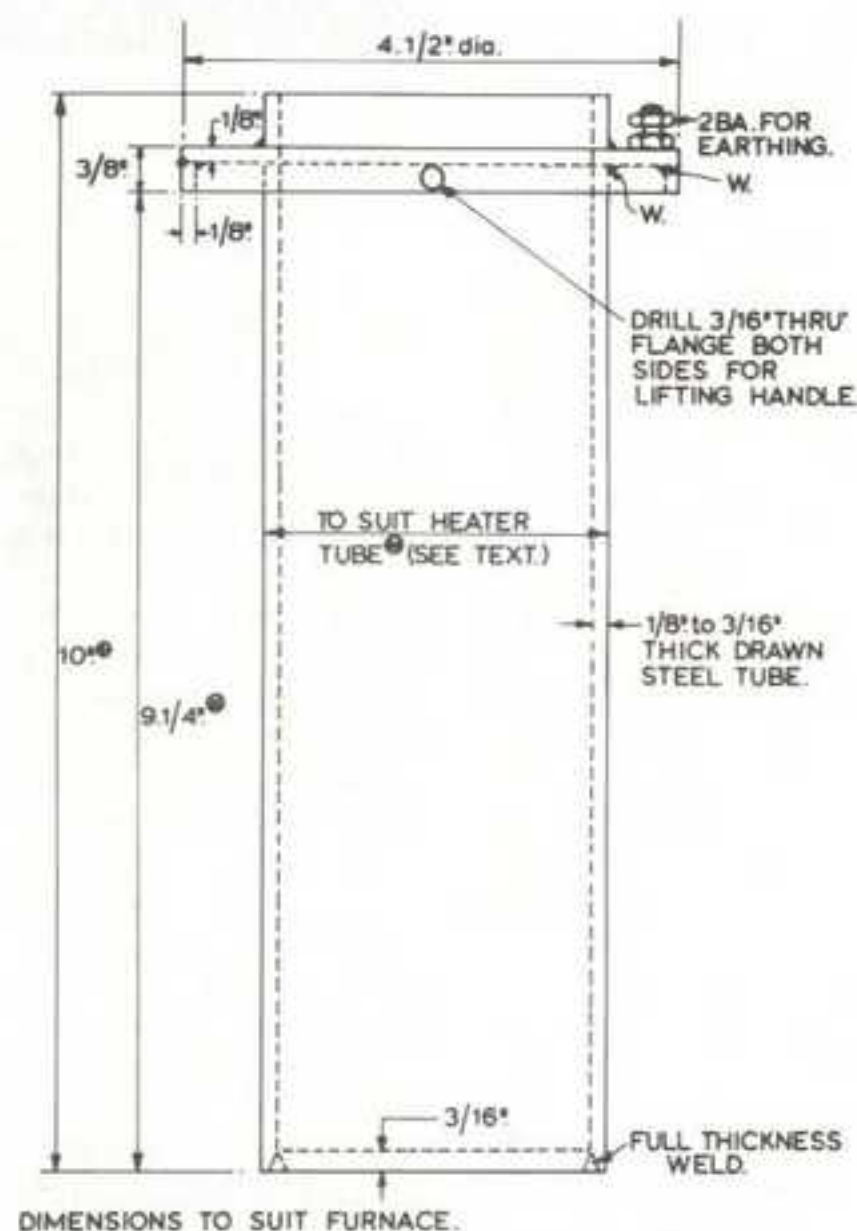 4.1/2" dia.
1/8"
3/8"
2BA. FOR
EARTHING.
W.
W.
1/8"
DRILL 3/16" THRU'
FLANGE BOTH
SIDES FOR
LIFTING HANDLE.
TO SUIT HEATER
TUBE (SEE TEXT.)
1/8" to 3/16"
THICK DRAWN
STEEL TUBE.
10"
9.1/4"
3/16"
FULL THICKNESS
WELD.
DIMENSIONS TO SUIT FURNACE.